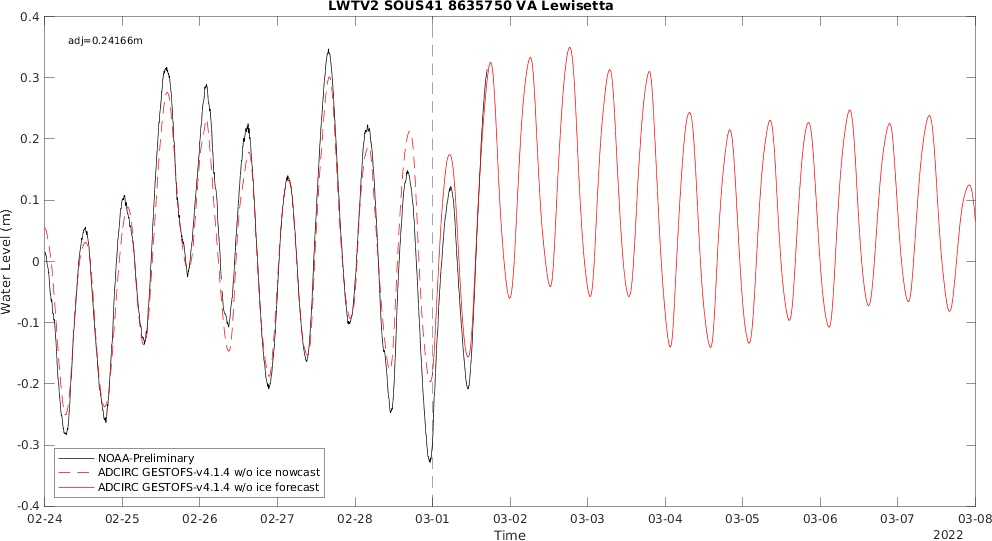 LWTV2 SOUS41 8635750 VA Lewisetta
adj=0.24166m
0.4
0.3
0.2
0.1
0
-0.1
-0.2
-0.3
-0.4
Water Level (m)
NOAA-Preliminary
ADCIRC GESTOFS-v4.1.4 w/o ice nowcast
ADCIRC GESTOFS-v4.1.4 w/o ice forecast
02-24 02-25 02-26 02-27 02-28 03-01 03-02 03-03 03-04 03-05 03-06 03-07 03-08
Time
2022